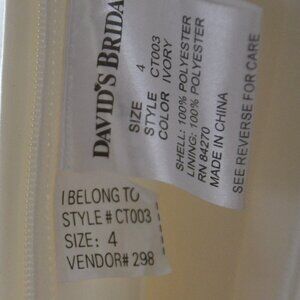 DAVID'S BRIDA
SIZE 4
STYLE CT003
COLOR IVORY
SHELL: 100% POLYESTER
LINING: 100% POLYESTER
RN 84270
MADE IN CHINA
SEE REVERSE FOR CARE
I BELONG TO
STYLE # CT003
SIZE: 4
VENDOR# 298